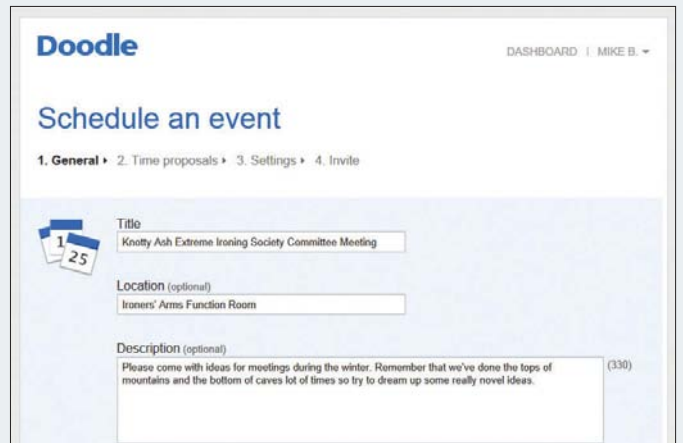 Doodle
DASHBOARD | MIKE B.
Schedule an event
1. General 2. Time proposals 3. Settings 4. Invite
1
25
Title
Knotty Ash Extreme Ironing Society Committee Meeting
Location (optional)
Ironers' Arms Function Room
Description (optional)
Please come with ideas for meetings during the winter. Remember that we've done the tops of (330)
mountains and the bottom of caves lot of times so try to dream up some really novel ideas.